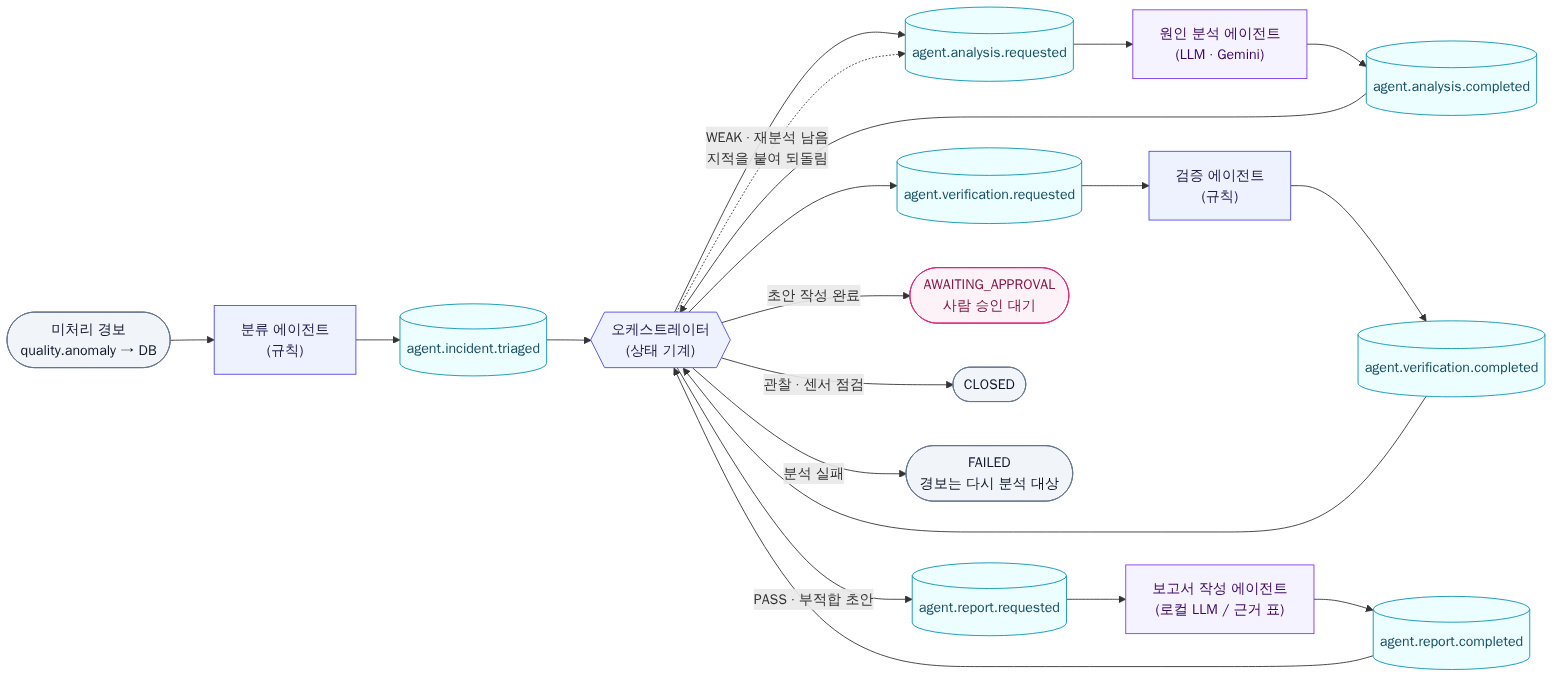 미처리 경보
quality.anomaly → DB
분류 에이전트
(규칙)
agent.incident.triaged
오케스트레이터
(상태 기계)
WEAK · 재분석 남음
지적을 붙여 되돌림
agent.analysis.requested
원인 분석 에이전트
(LLM · Gemini)
agent.analysis.completed
agent.verification.requested
검증 에이전트
(규칙)
agent.verification.completed
초안 작성 완료
AWAITING_APPROVAL
사람 승인 대기
관찰 · 센서 점검
CLOSED
분석 실패
FAILED
경보는 다시 분석 대상
PASS · 부적합 초안
agent.report.requested
보고서 작성 에이전트
(로컬 LLM / 근거 표)
agent.report.completed